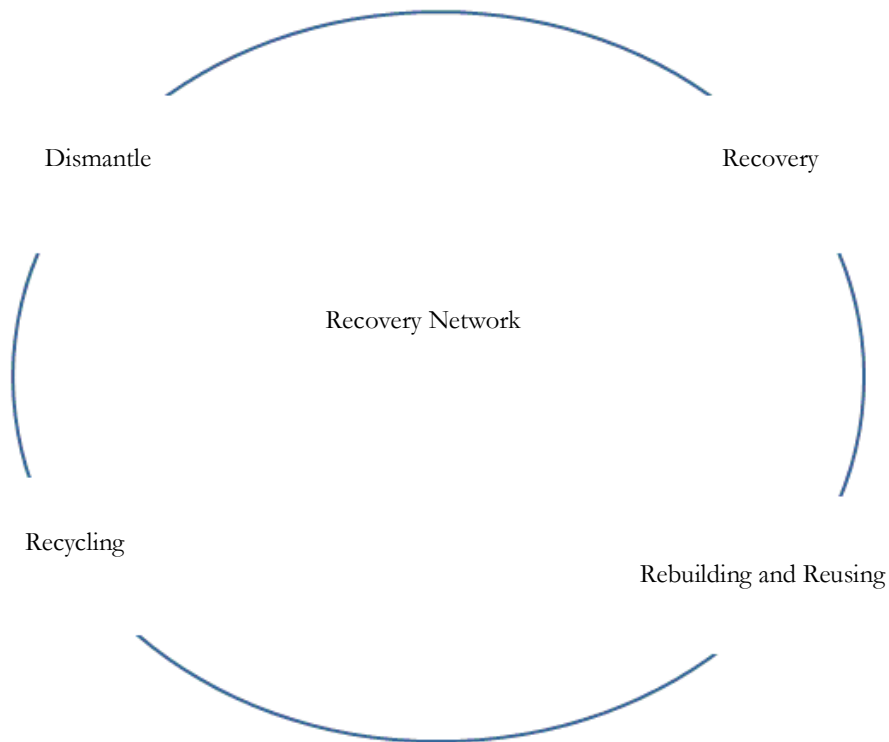 Dismantle
Recovery
Recovery Network
Recycling
Rebuilding and Reusing